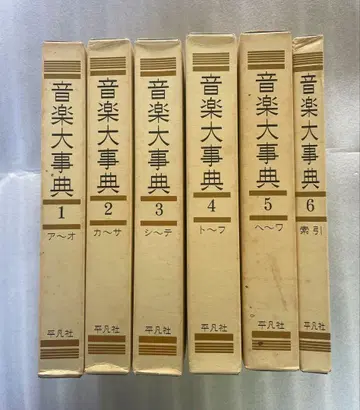 音楽大事典
1
ア〜オ
平凡社
音楽大事典
2
カ〜サ
平凡社
音楽大事典
3
シ〜テ
平凡社
音楽大事典
4
ト〜フ
平凡社
音楽大事典
5
ヘ〜ワ
平凡社
音楽大事典
6
索引
平凡社